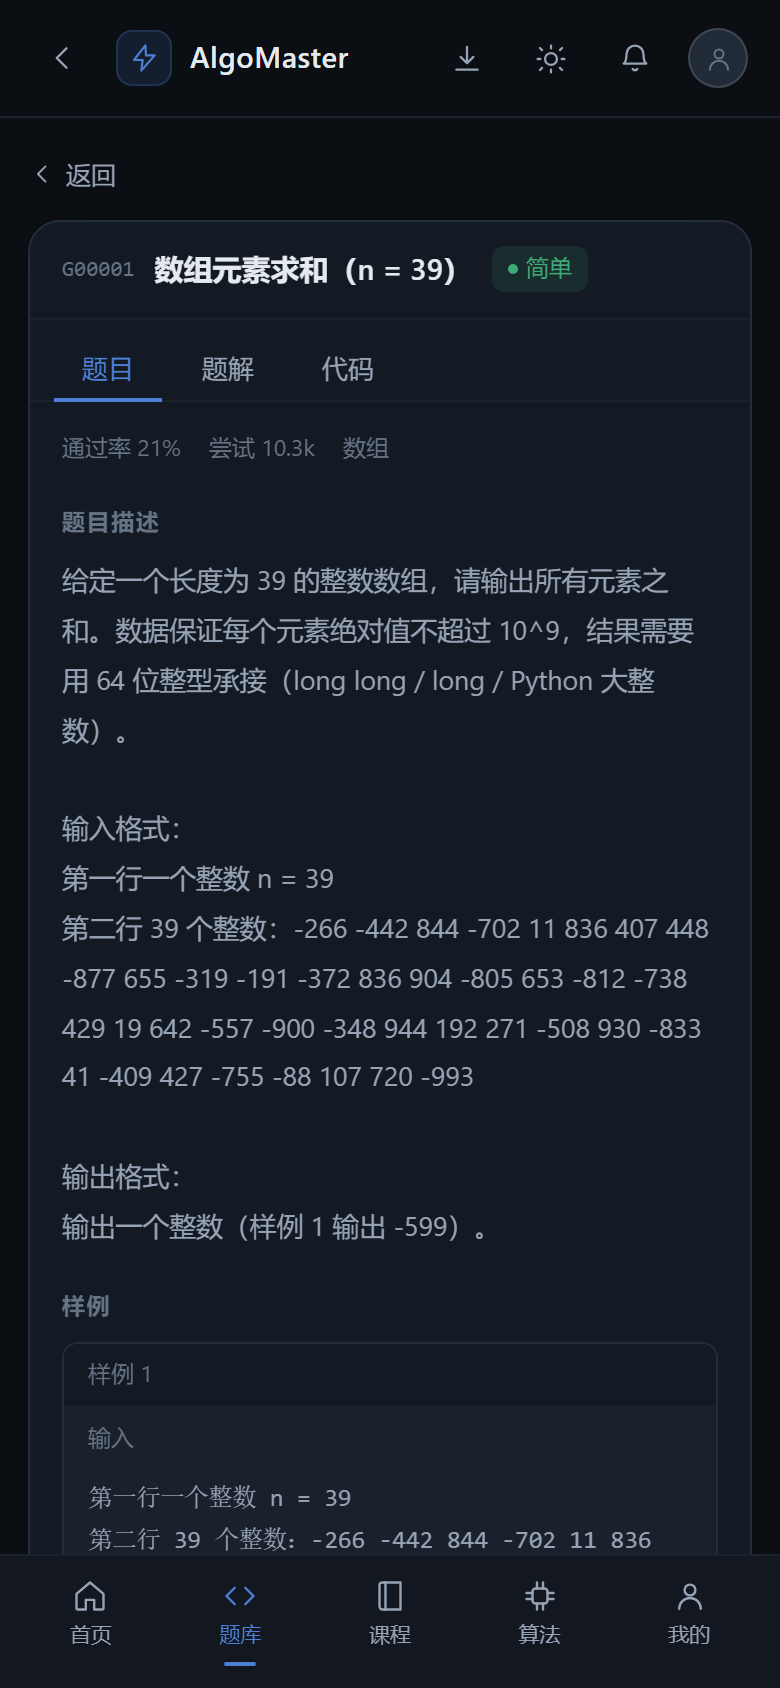 AlgoMaster
返回
G00001 数组元素求和（n = 39） 简单
题目 题解 代码
通过率 21% 尝试 10.3k 数组
题目描述
给定一个长度为 39 的整数数组，请输出所有元素之
和。数据保证每个元素绝对值不超过 10^9，结果需要
用 64 位整型承接（long long / long / Python 大整
数）。
输入格式：
第一行一个整数 n = 39
第二行 39 个整数：-266 -442 844 -702 11 836 407 448
-877 655 -319 -191 -372 836 904 -805 653 -812 -738
429 19 642 -557 -900 -348 944 192 271 -508 930 -833
41 -409 427 -755 -88 107 720 -993
输出格式：
输出一个整数（样例 1 输出 -599）。
样例
样例 1
输入
第一行一个整数 n = 39
第二行 39 个整数：-266 -442 844 -702 11 836
首页 题库 课程 算法 我的